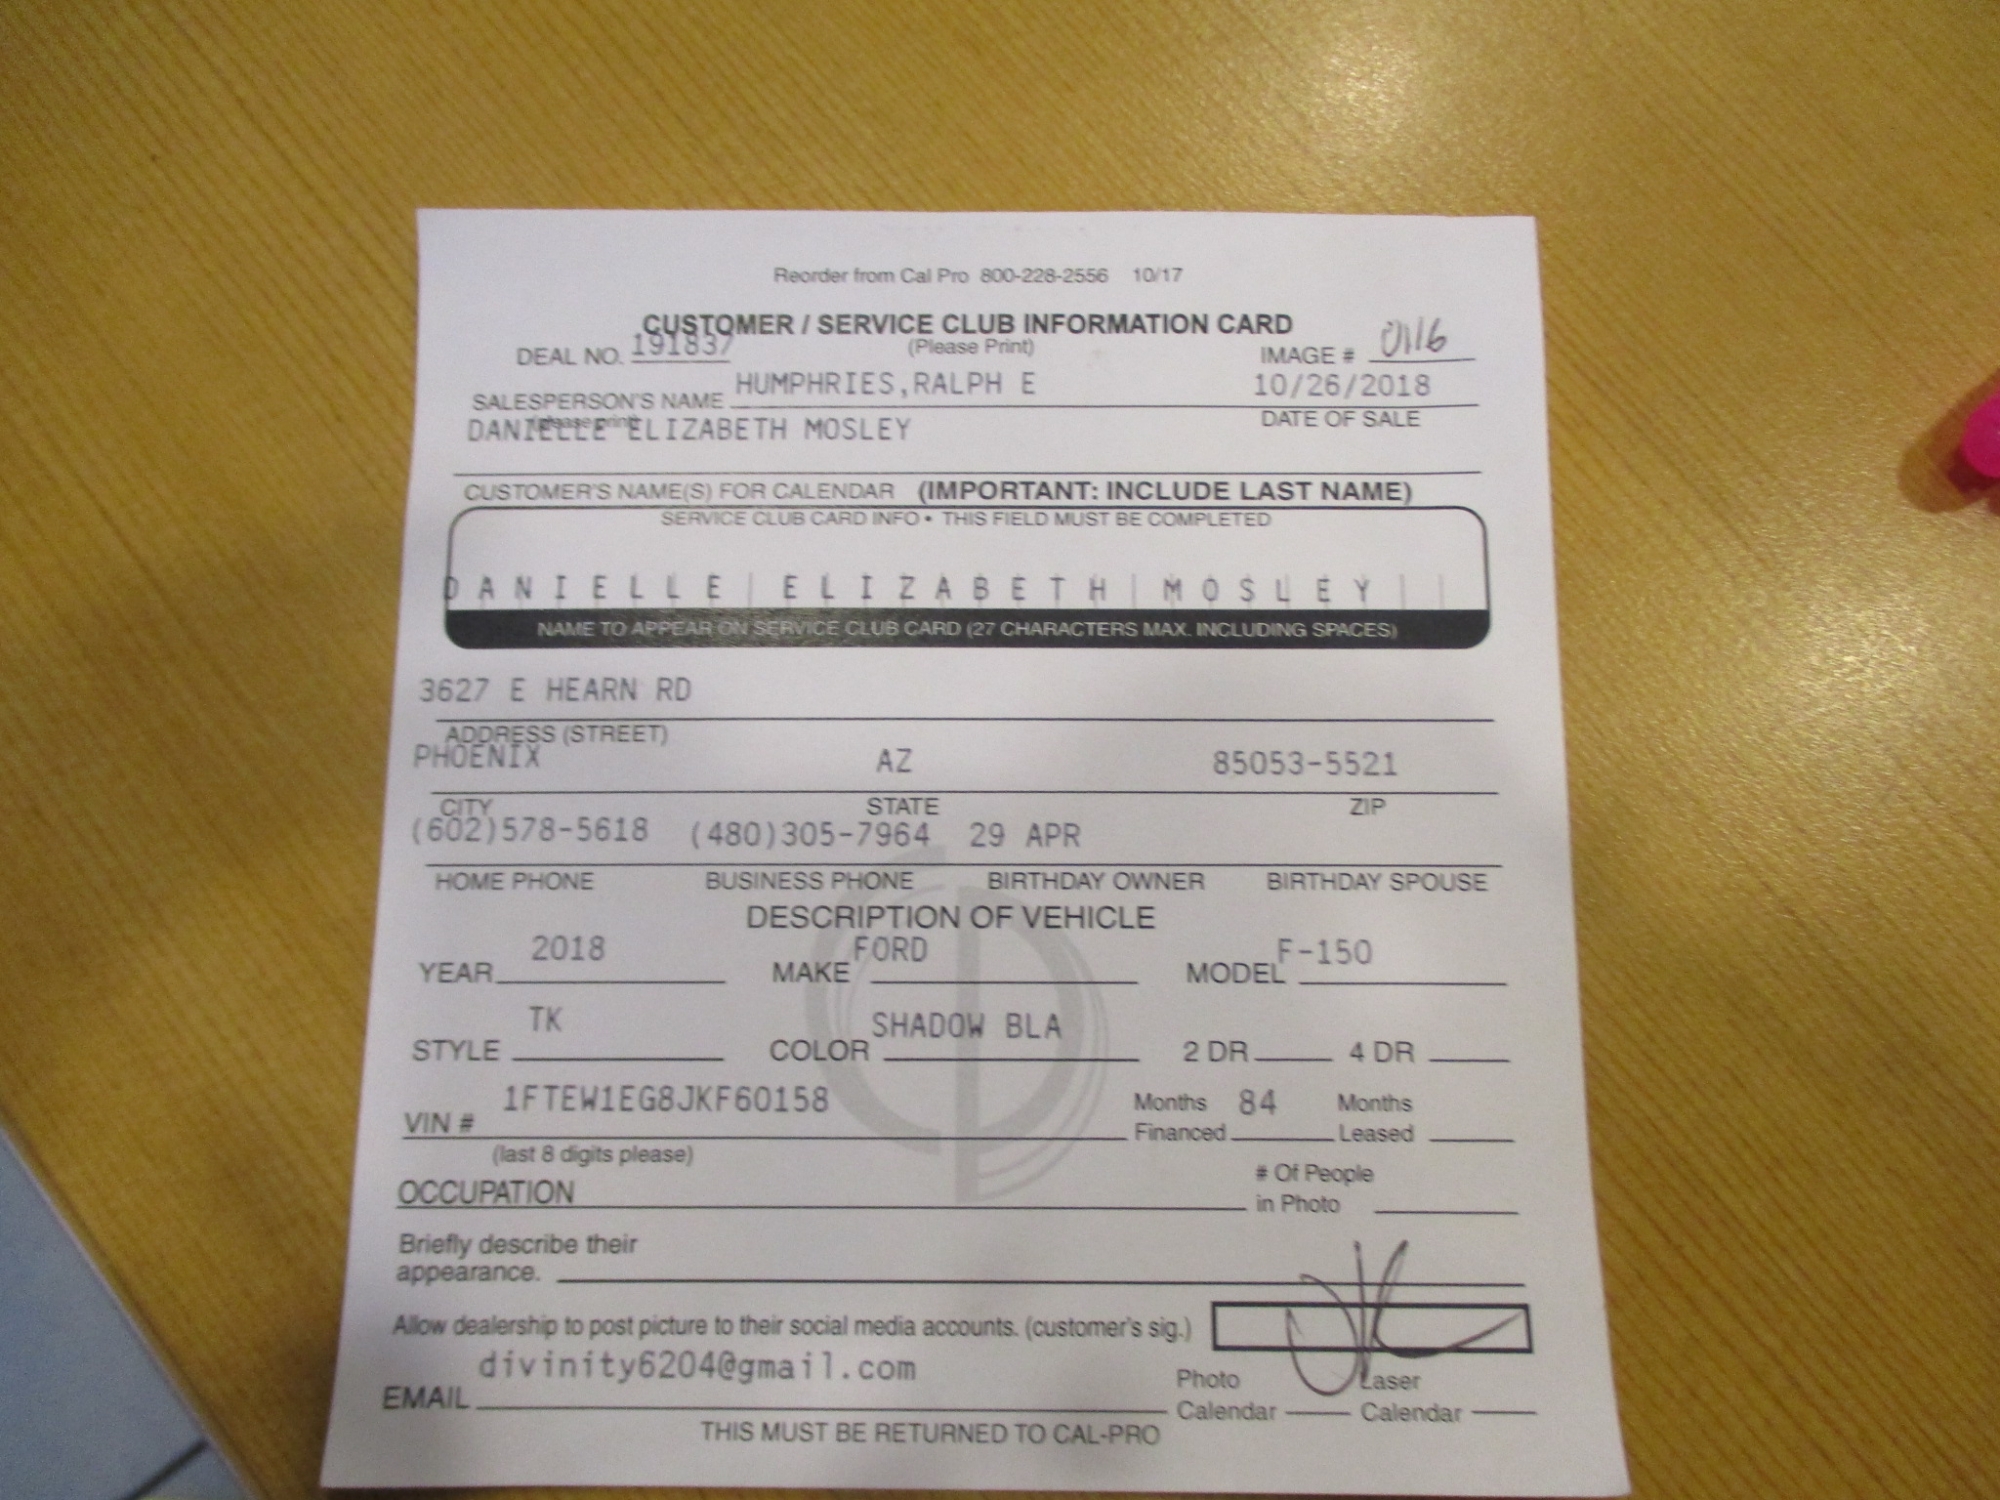 Reorder from Cal Pro 800-228-2556 10/17
CUSTOMER / SERVICE CLUB INFORMATION CARD
DEAL NO. 191837 (Please Print) IMAGE # 0116
SALESPERSON'S NAME HUMPHRIES,RALPH E 10/26/2018
(please print) DATE OF SALE
DANIELLE ELIZABETH MOSLEY
CUSTOMER'S NAME(S) FOR CALENDAR (IMPORTANT: INCLUDE LAST NAME)
SERVICE CLUB CARD INFO • THIS FIELD MUST BE COMPLETED
DANIELLE ELIZABETH MOSLEY
NAME TO APPEAR ON SERVICE CLUB CARD (27 CHARACTERS MAX. INCLUDING SPACES)
3627 E HEARN RD
ADDRESS (STREET)
PHOENIX AZ 85053-5521
CITY STATE ZIP
(602)578-5618 (480)305-7964 29 APR
HOME PHONE BUSINESS PHONE BIRTHDAY OWNER BIRTHDAY SPOUSE
DESCRIPTION OF VEHICLE
YEAR 2018 MAKE FORD MODEL F-150
STYLE TK COLOR SHADOW BLA 2 DR 4 DR
VIN # 1FTEW1EG8JKF60158 Months Financed 84 Months Leased
(last 8 digits please)
OCCUPATION # Of People in Photo
Briefly describe their
appearance.
Allow dealership to post picture to their social media accounts. (customer's sig.)
EMAIL divinity6204@gmail.com Photo Calendar Laser Calendar
THIS MUST BE RETURNED TO CAL-PRO